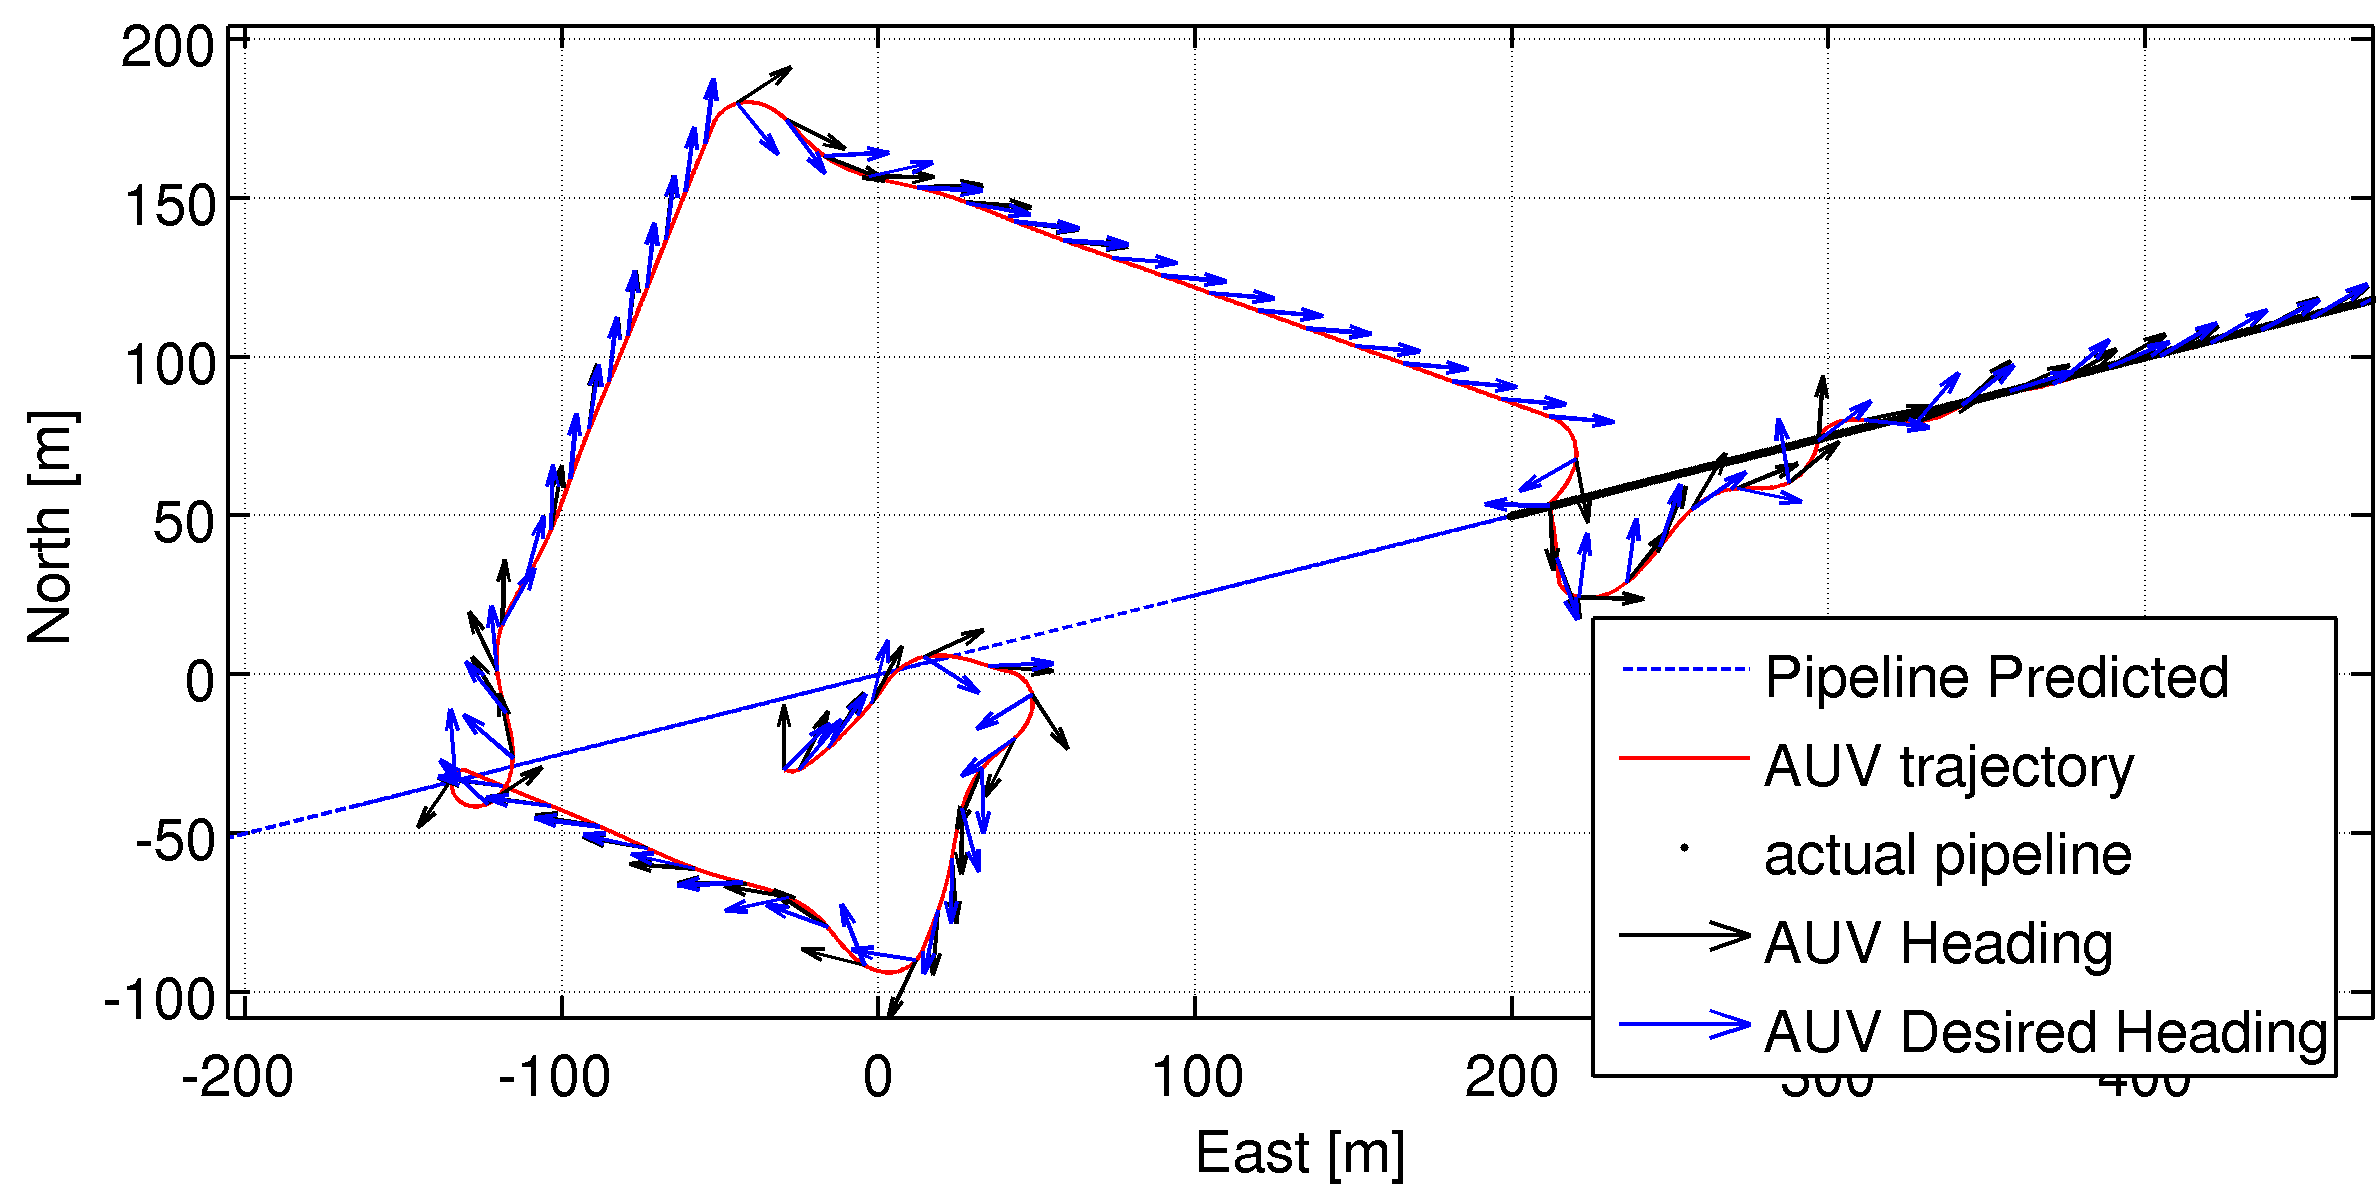 200
150
100
50
0
-50
-100
North [m]
-200
-100
0
100
200
300
400
East [m]
Pipeline Predicted
AUV trajectory
actual pipeline
AUV Heading
AUV Desired Heading